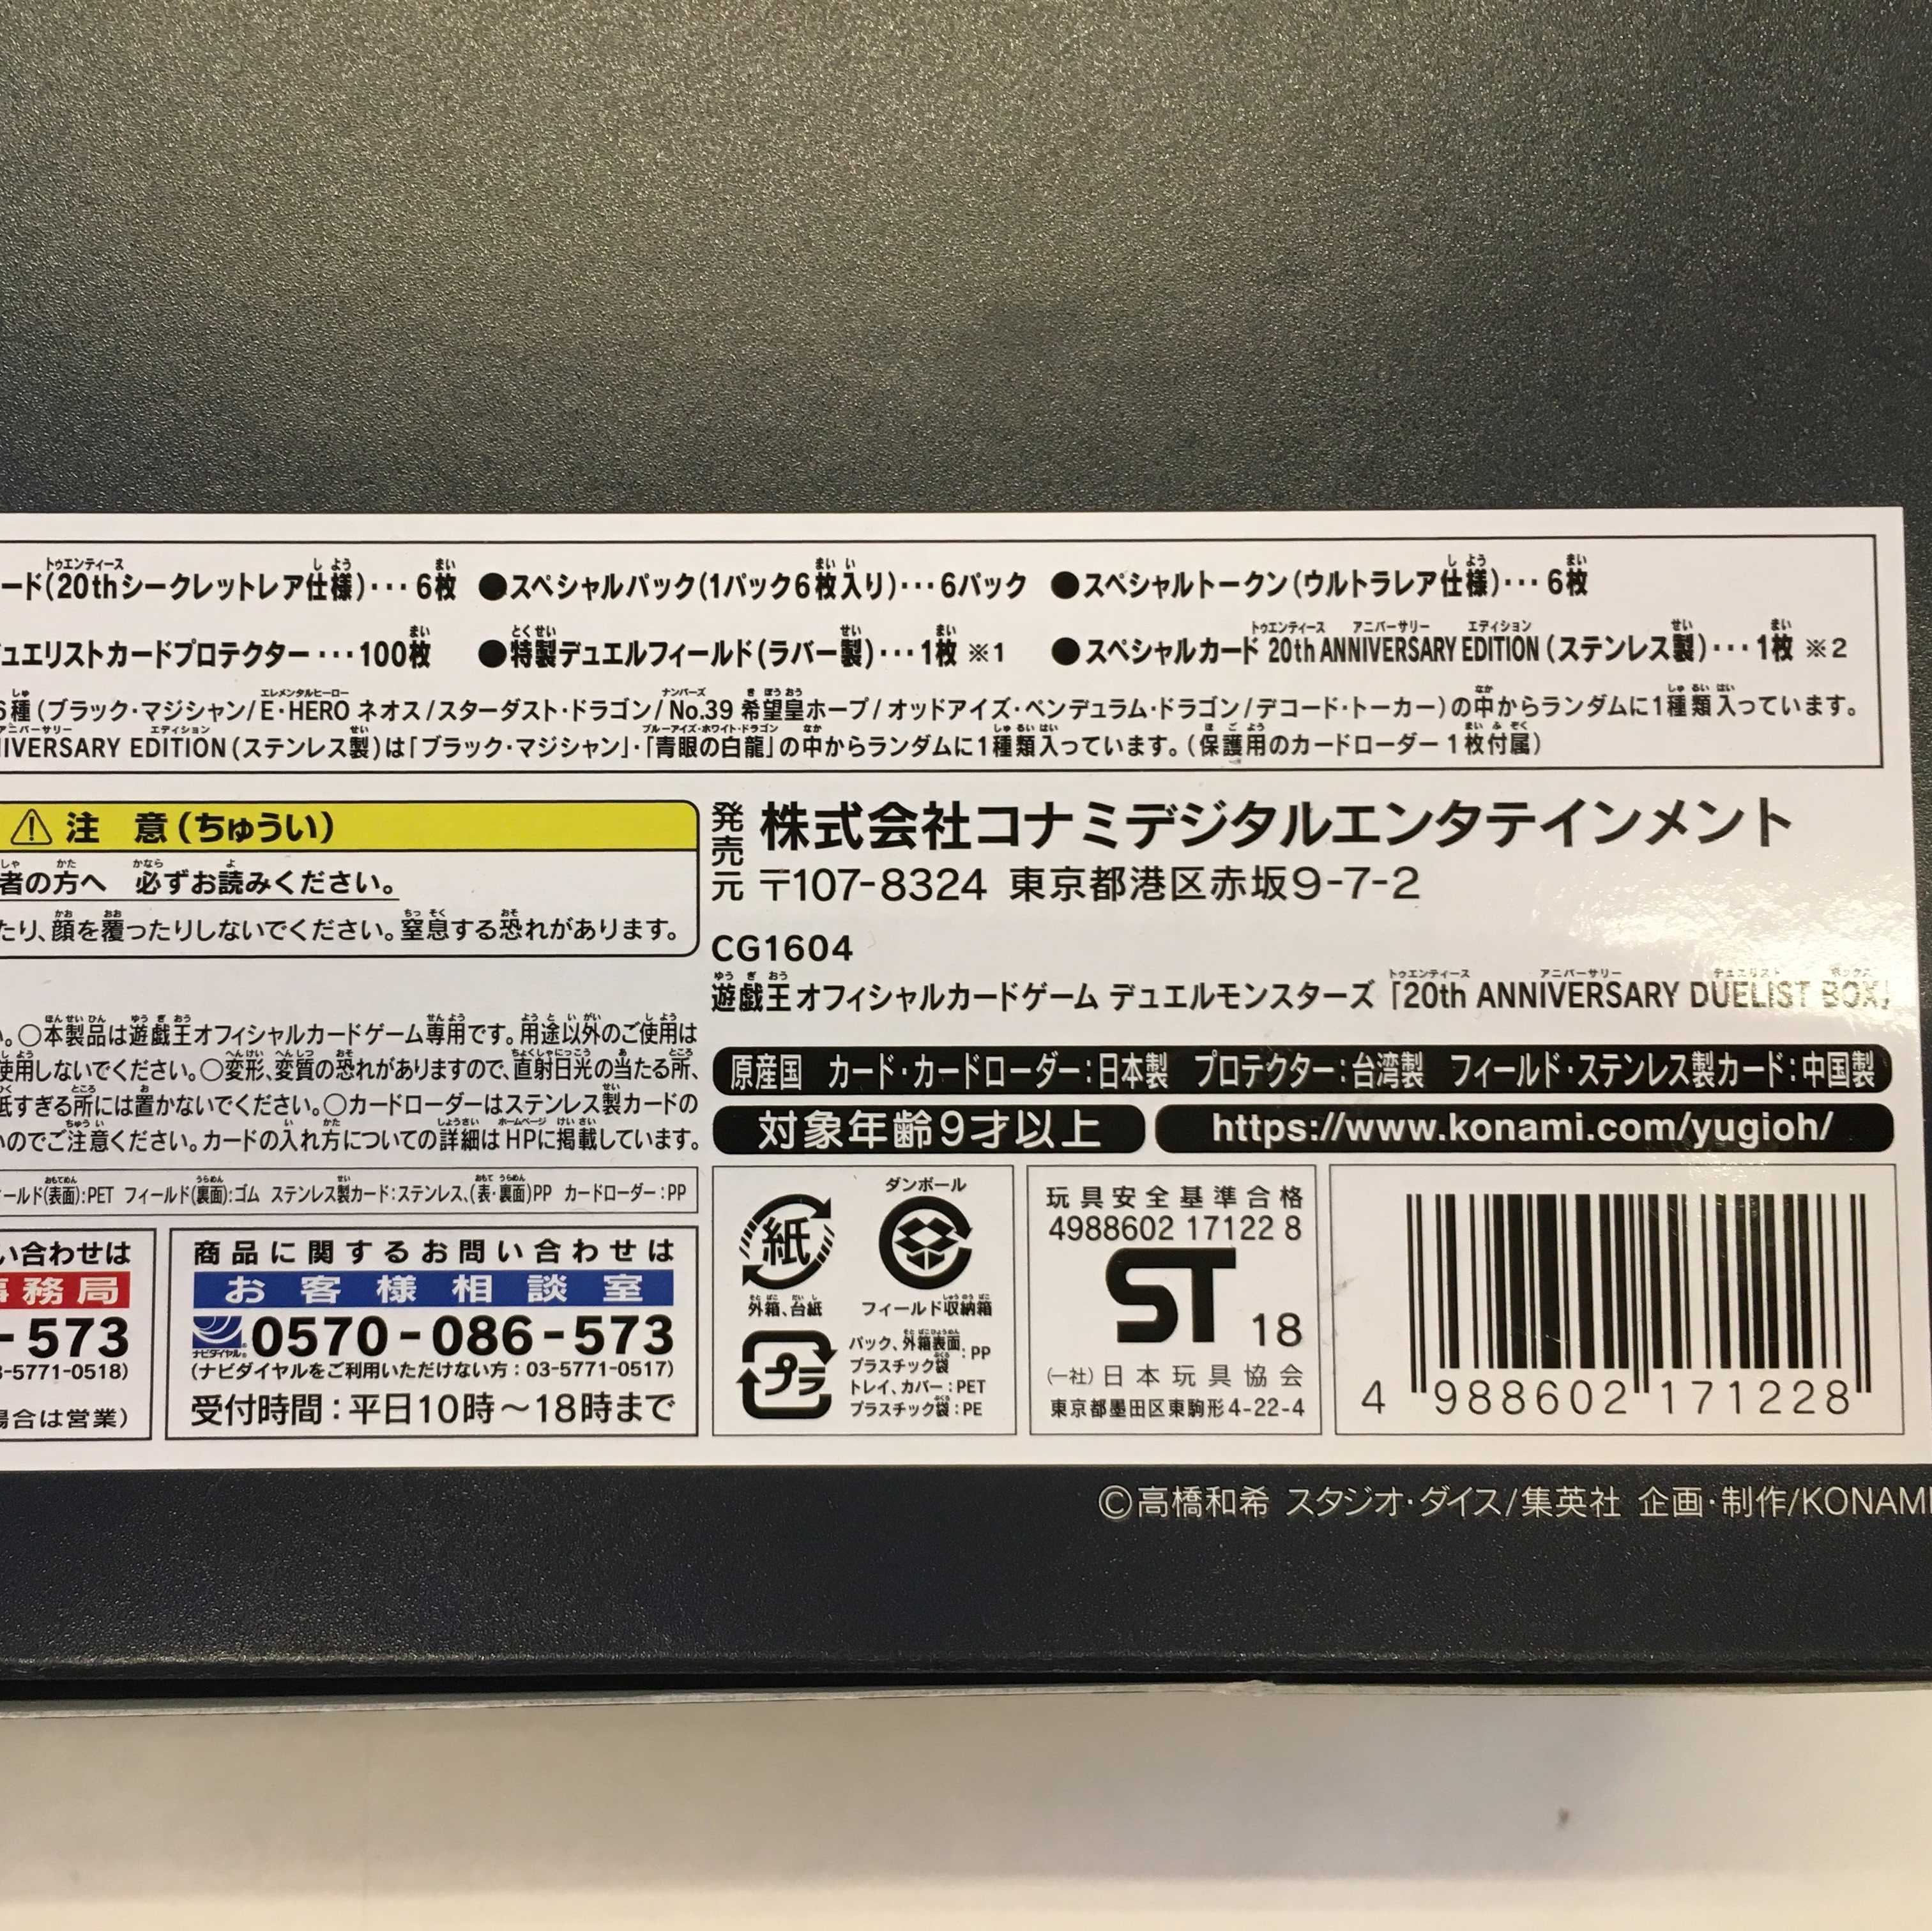 ード(20thシークレットレア仕様)･･･6枚 ●スペシャルパック(1パック6枚入り)･･･6パック ●スペシャルトークン(ウルトラレア仕様)･･･6枚
ュエリストカードプロテクター･･･100枚 ●特製デュエルフィールド(ラバー製)･･･1枚 ※1 ●スペシャルカード 20th ANNIVERSARY EDITION(ステンレス製)･･･1枚 ※2
6種(ブラック・マジシャン/E・HERO ネオス/スターダスト・ドラゴン/No.39 希望皇ホープ/オッドアイズ・ペンデュラム・ドラゴン/デコード・トーカー)の中からランダムに1種類入っています。
IVERSARY EDITION(ステンレス製)は「ブラック・マジシャン」・「青眼の白龍」の中からランダムに1種類入っています。(保護用のカードローダー1枚付属)
⚠注 意(ちゅうい)
者の方へ 必ずお読みください。
たり、顔を覆ったりしないでください。窒息する恐れがあります。
い。○本製品は遊戯王オフィシャルカードゲーム専用です。用途以外のご使用は
使用しないでください。○変形、変質の恐れがありますので、直射日光の当たる所、
低すぎる所には置かないでください。○カードローダーはステンレス製カードの
いのでご注意ください。カードの入れ方についての詳細はHPに掲載しています。
ールド(表面):PET フィールド(裏面):ゴム ステンレス製カード:ステンレス、(表・裏面)PP カードローダー:PP
い合わせは
事務局
-573
3-5771-0518)
場合は営業)
商品に関するお問い合わせは
お客様相談室
ナビダイヤル 0570-086-573
(ナビダイヤルをご利用いただけない方:03-5771-0517)
受付時間:平日10時～18時まで
発売元 株式会社コナミデジタルエンタテインメント
〒107-8324 東京都港区赤坂9-7-2
CG1604
遊戯王オフィシャルカードゲーム デュエルモンスターズ「20th ANNIVERSARY DUELIST BOX」
原産国 カード・カードローダー:日本製 プロテクター:台湾製 フィールド・ステンレス製カード:中国製
対象年齢9才以上
https://www.konami.com/yugioh/
紙
外箱、台紙
ダンボール
フィールド収納箱
プラ
パック、外箱表面、プラスチック袋:PP
トレイ、カバー:PET
プラスチック袋:PE
玩具安全基準合格
4988602 17122 8
ST 18
(一社)日本玩具協会
東京都墨田区東駒形4-22-4
4 988602 171228
©高橋和希 スタジオ・ダイス/集英社 企画・制作/KONAMI